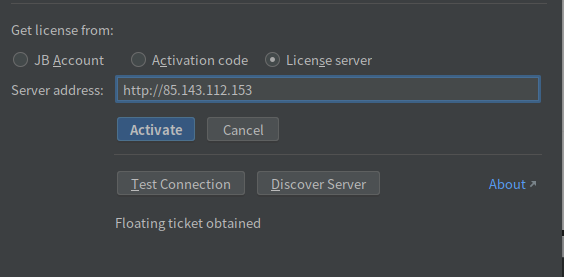 Get license from:
JB Account Activation code License server
Server address: http://85.143.112.153
Activate Cancel
Test Connection Discover Server About ↗
Floating ticket obtained